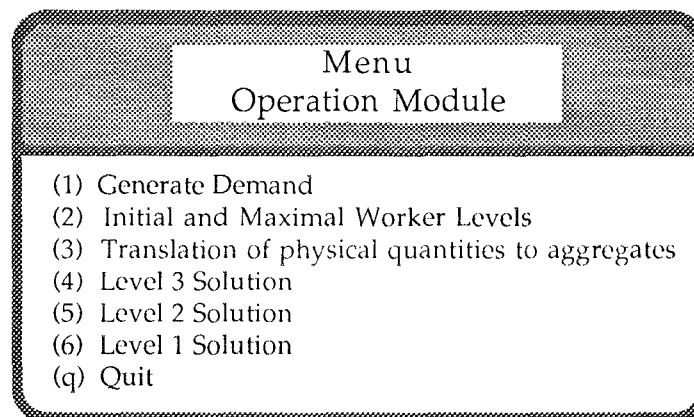 Menu
Operation Module
(1) Generate Demand
(2) Initial and Maximal Worker Levels
(3) Translation of physical quantities to aggregates
(4) Level 3 Solution
(5) Level 2 Solution
(6) Level 1 Solution
(q) Quit